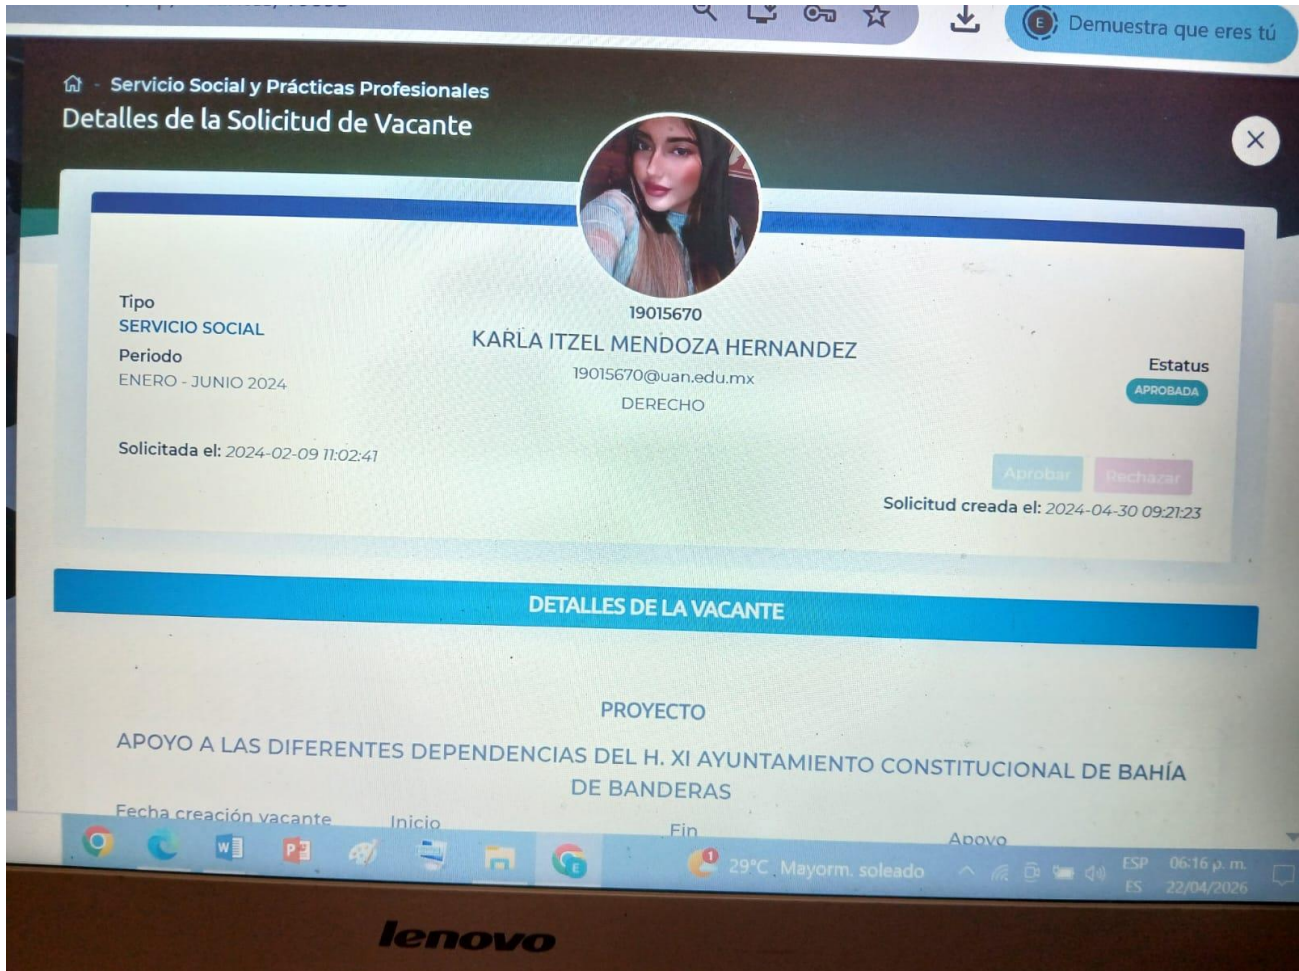 Demuestra que eres tú
Servicio Social y Prácticas Profesionales
Detalles de la Solicitud de Vacante
Tipo
SERVICIO SOCIAL
Periodo
ENERO - JUNIO 2024
Solicitada el: 2024-02-09 11:02:41
19015670
KARLA ITZEL MENDOZA HERNANDEZ
19015670@uan.edu.mx
DERECHO
Estatus
APROBADA
Aprobar Rechazar
Solicitud creada el: 2024-04-30 09:21:23
DETALLES DE LA VACANTE
PROYECTO
APOYO A LAS DIFERENTES DEPENDENCIAS DEL H. XI AYUNTAMIENTO CONSTITUCIONAL DE BAHÍA
DE BANDERAS
Fecha creación vacante Inicio Fin Apoyo
29°C Mayorm. soleado
ESP 06:16 p. m.
ES 22/04/2026
lenovo